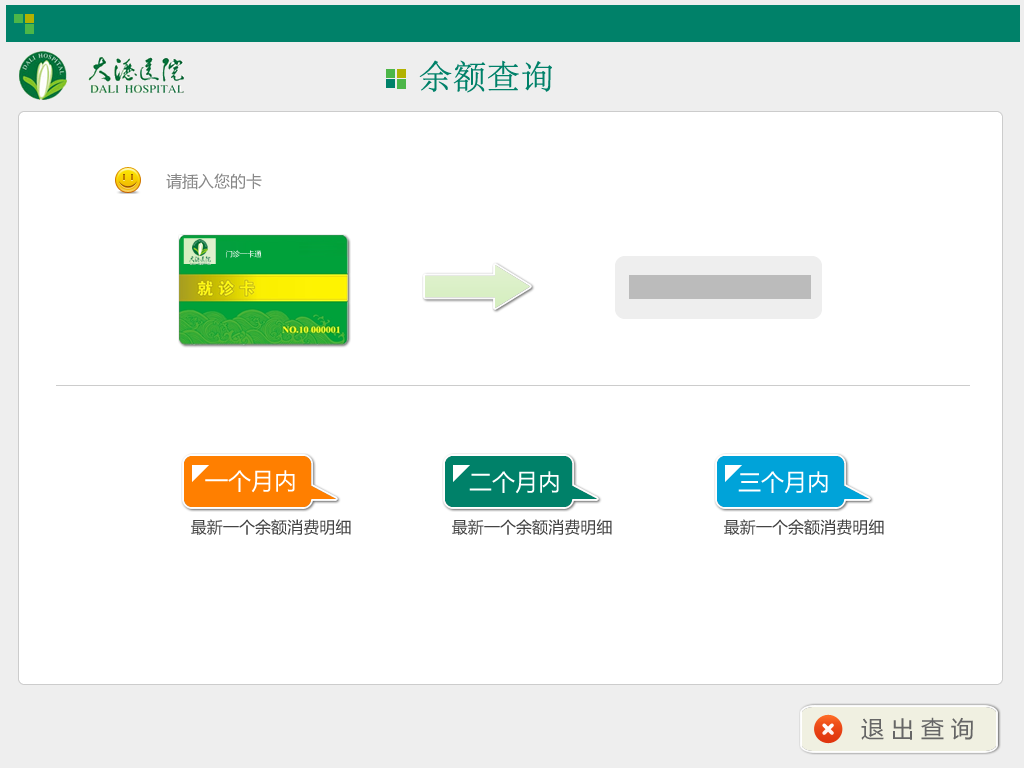 DALI HOSPITAL
大港医院
DALI HOSPITAL
余额查询
请插入您的卡
大港医院
门诊一卡通
就诊卡
NO.10 000001
一个月内
二个月内
三个月内
最新一个余额消费明细
最新一个余额消费明细
最新一个余额消费明细
退出查询